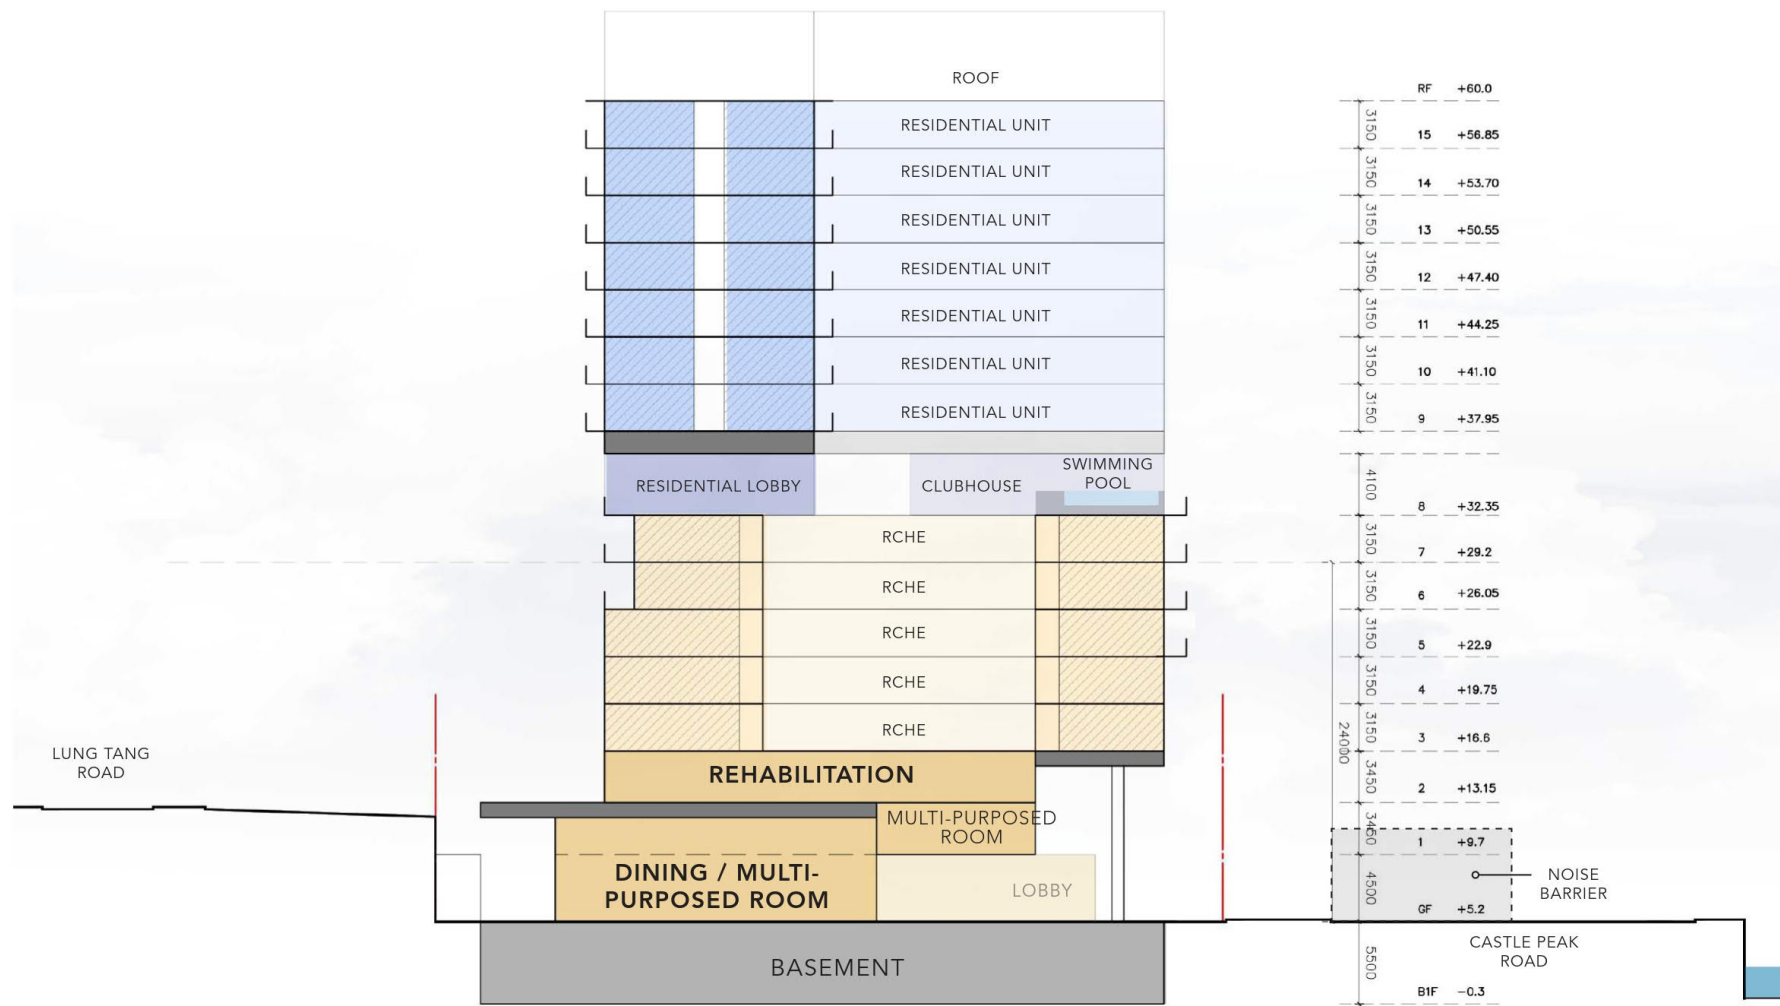 ROOF
RF +60.0
RESIDENTIAL UNIT
3150
15 +56.85
RESIDENTIAL UNIT
3150
14 +53.70
RESIDENTIAL UNIT
3150
13 +50.55
RESIDENTIAL UNIT
3150
12 +47.40
RESIDENTIAL UNIT
3150
11 +44.25
RESIDENTIAL UNIT
3150
10 +41.10
RESIDENTIAL UNIT
3150
9 +37.95
RESIDENTIAL LOBBY
CLUBHOUSE
SWIMMING
POOL
4100
8 +32.35
RCHE
3150
7 +29.2
RCHE
3150
6 +26.05
RCHE
3150
5 +22.9
RCHE
3150
4 +19.75
RCHE
3150
3 +16.6
24000
LUNG TANG
ROAD
REHABILITATION
3450
2 +13.15
MULTI-PURPOSED
ROOM
3450
1 +9.7
DINING / MULTI-
PURPOSED ROOM
LOBBY
4500
GF +5.2
NOISE
BARRIER
CASTLE PEAK
ROAD
BASEMENT
5500
B1F -0.3